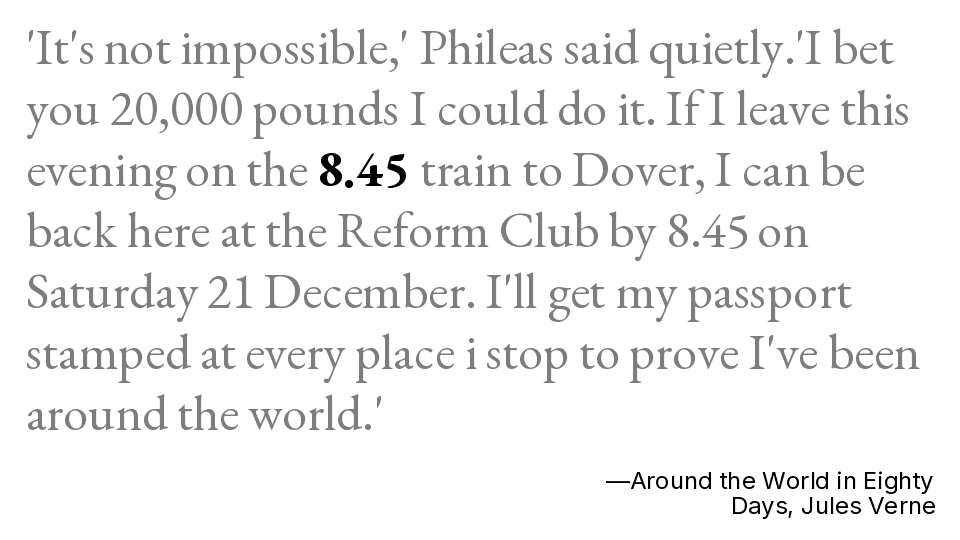 'It's not impossible,' Phileas said quietly.'I bet
you 20,000 pounds I could do it. If I leave this
evening on the 8.45 train to Dover, I can be
back here at the Reform Club by 8.45 on
Saturday 21 December. I'll get my passport
stamped at every place i stop to prove I've been
around the world.'
—Around the World in Eighty
Days, Jules Verne